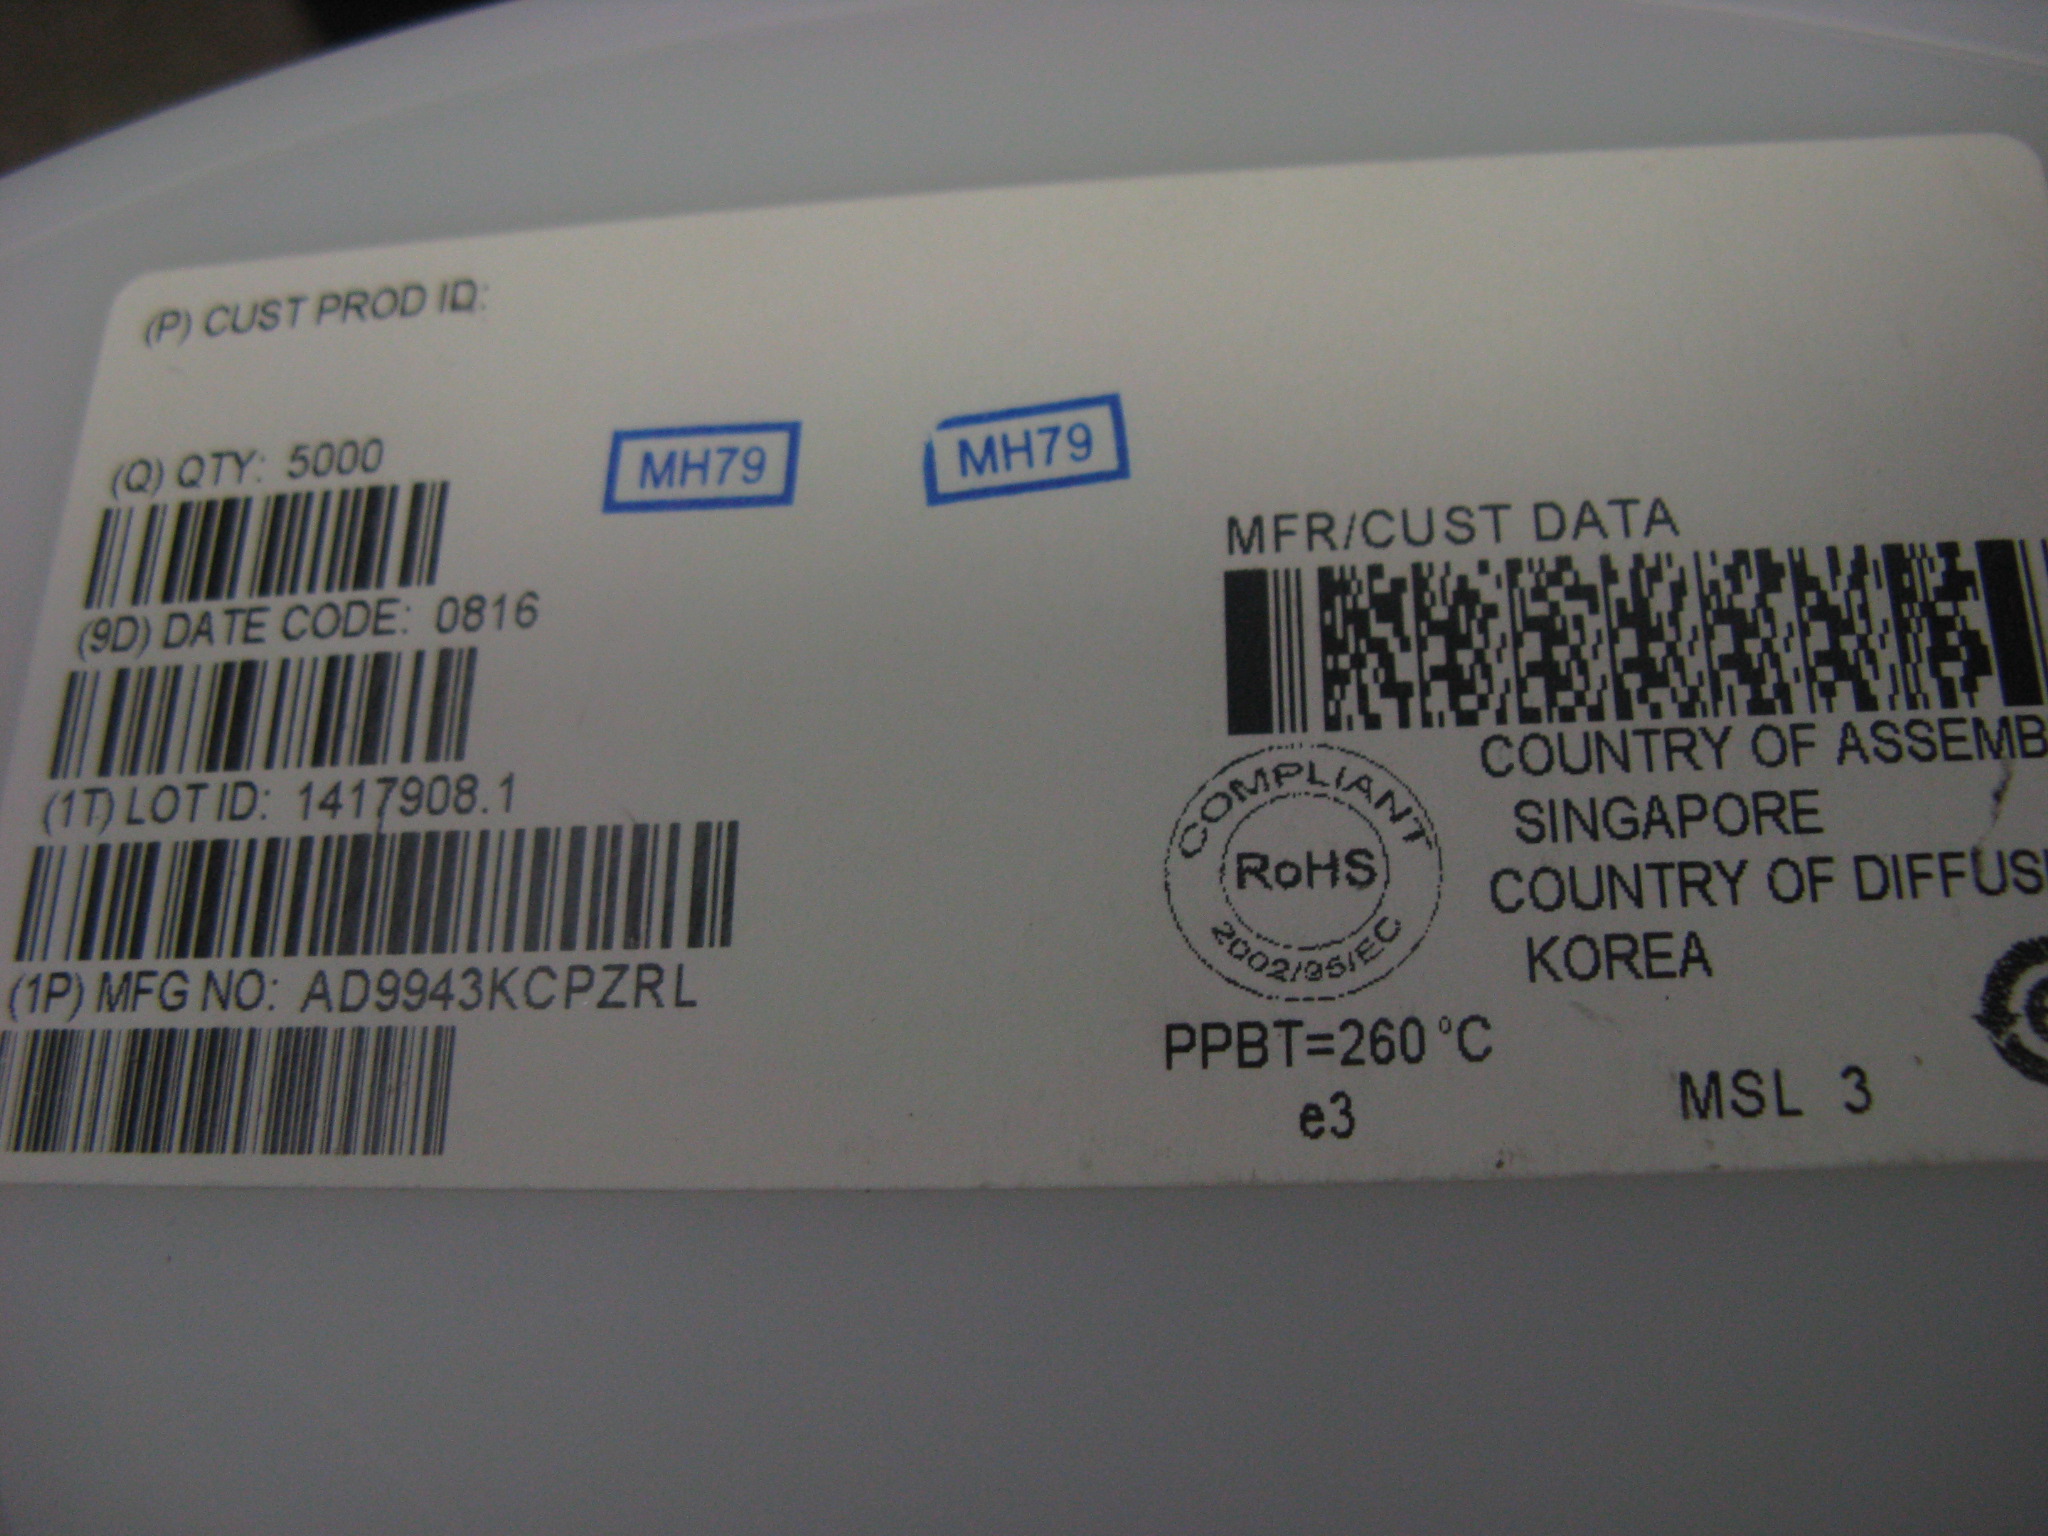 (P) CUST PROD ID:
(Q) QTY: 5000
MH79
MH79
(9D) DATE CODE: 0816
(1T) LOT ID: 1417908.1
(1P) MFG NO: AD9943KCPZRL
MFR/CUST DATA
COUNTRY OF ASSEMB
SINGAPORE
COUNTRY OF DIFFUS
KOREA
COMPLIANT
RoHS
2002/95/EC
PPBT=260°C
e3
MSL 3